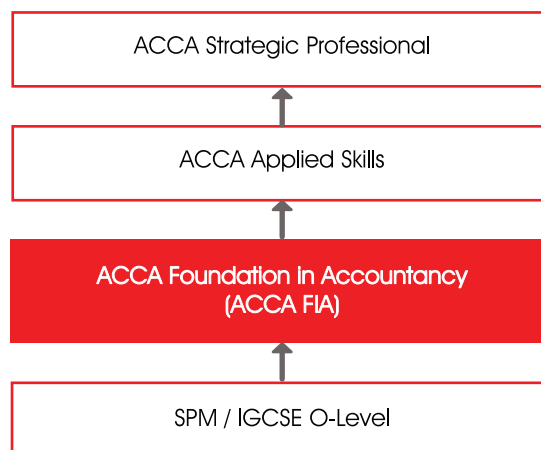 ACCA Strategic Professional
ACCA Applied Skills
ACCA Foundation in Accountancy
(ACCA FIA)
SPM / IGCSE O-Level